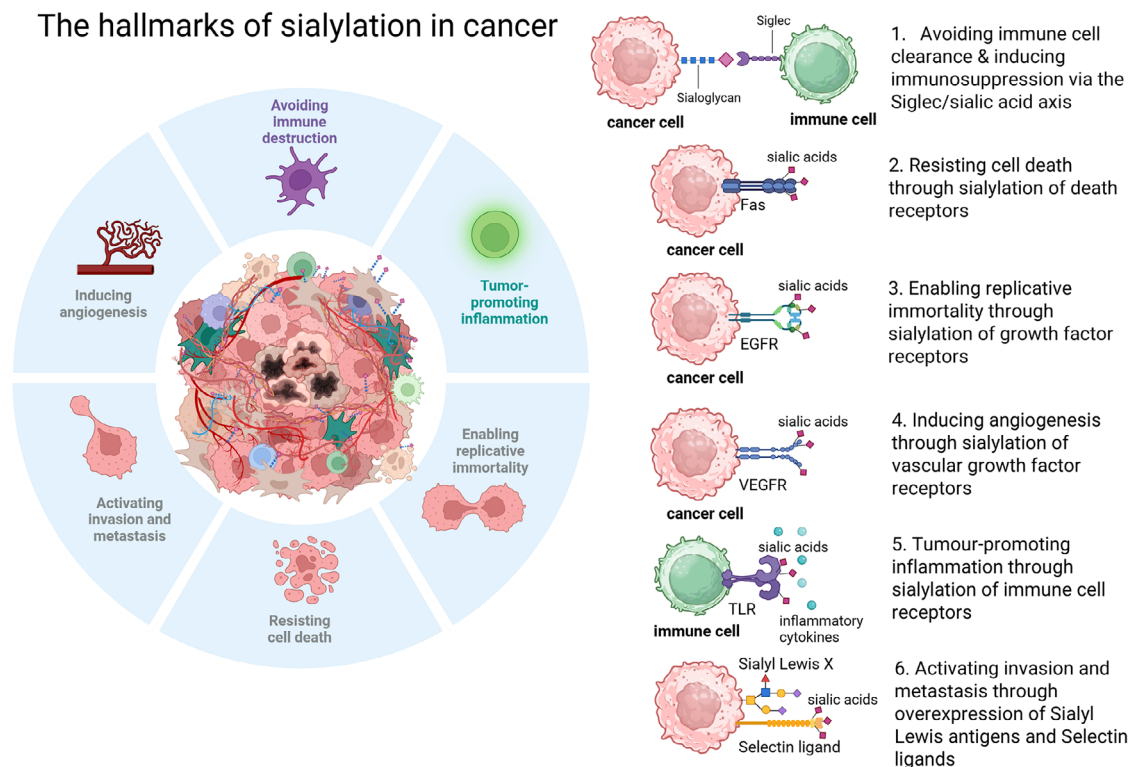 The hallmarks of sialylation in cancer
Avoiding
immune
destruction
Tumor-
promoting
inflammation
Enabling
replicative
immortality
Resisting
cell death
Activating
invasion and
metastasis
Inducing
angiogenesis
Siglec
Sialoglycan
cancer cell
immune cell
1. Avoiding immune cell
clearance & inducing
immunosuppression via the
Siglec/sialic acid axis
sialic acids
Fas
cancer cell
2. Resisting cell death
through sialylation of death
receptors
sialic acids
EGFR
cancer cell
3. Enabling replicative
immortality through
sialylation of growth factor
receptors
sialic acids
VEGFR
cancer cell
4. Inducing angiogenesis
through sialylation of
vascular growth factor
receptors
sialic acids
TLR
immune cell
inflammatory
cytokines
5. Tumour-promoting
inflammation through
sialylation of immune cell
receptors
Sialyl Lewis X
sialic acids
Selectin ligand
6. Activating invasion and
metastasis through
overexpression of Sialyl
Lewis antigens and Selectin
ligands